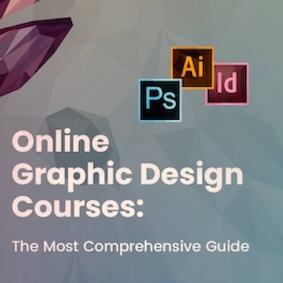 Ai
Id
Ps
Online
Graphic Design
Courses:
The Most Comprehensive Guide